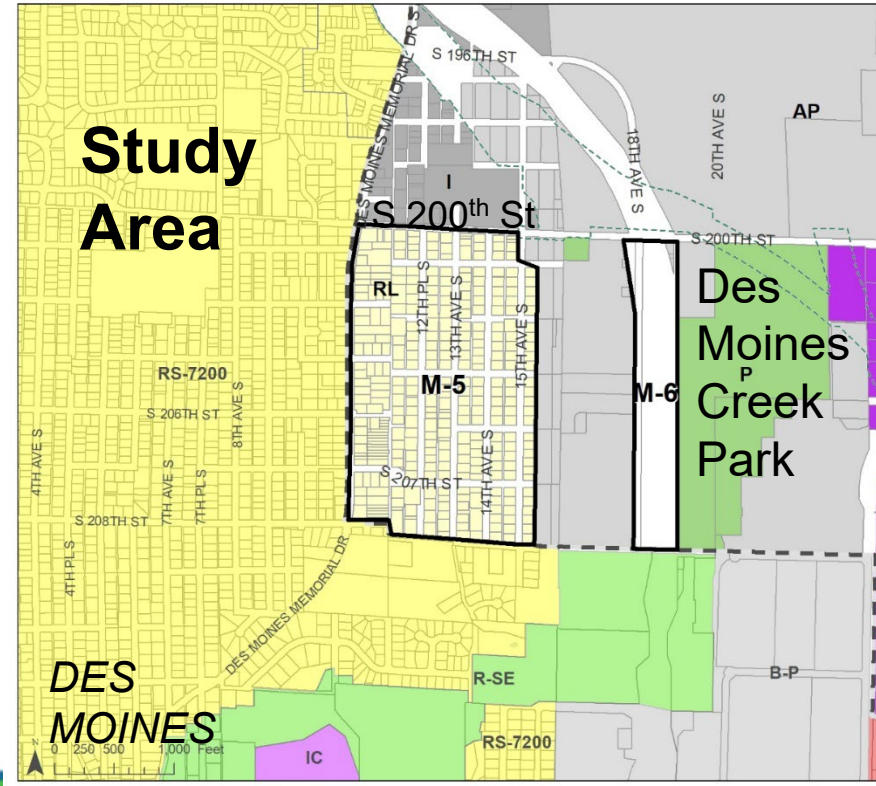 Study
Area
S 196TH ST
DES MOINES MEMORIAL DR S
18TH AVE S
20TH AVE S
AP
I
S 200th St
S 200TH ST
RL
12TH PL S
13TH AVE S
15TH AVE S
M-5
M-6
Des
Moines
P
Creek
Park
RS-7200
8TH AVE S
S 206TH ST
4TH AVE S
7TH AVE S
7TH PL S
14TH AVE S
S 207TH ST
S 208TH ST
4TH PL S
DES MOINES MEMORIAL DR
R-SE
B-P
DES
MOINES
RS-7200
IC
N
0 250 500 1,000 Feet